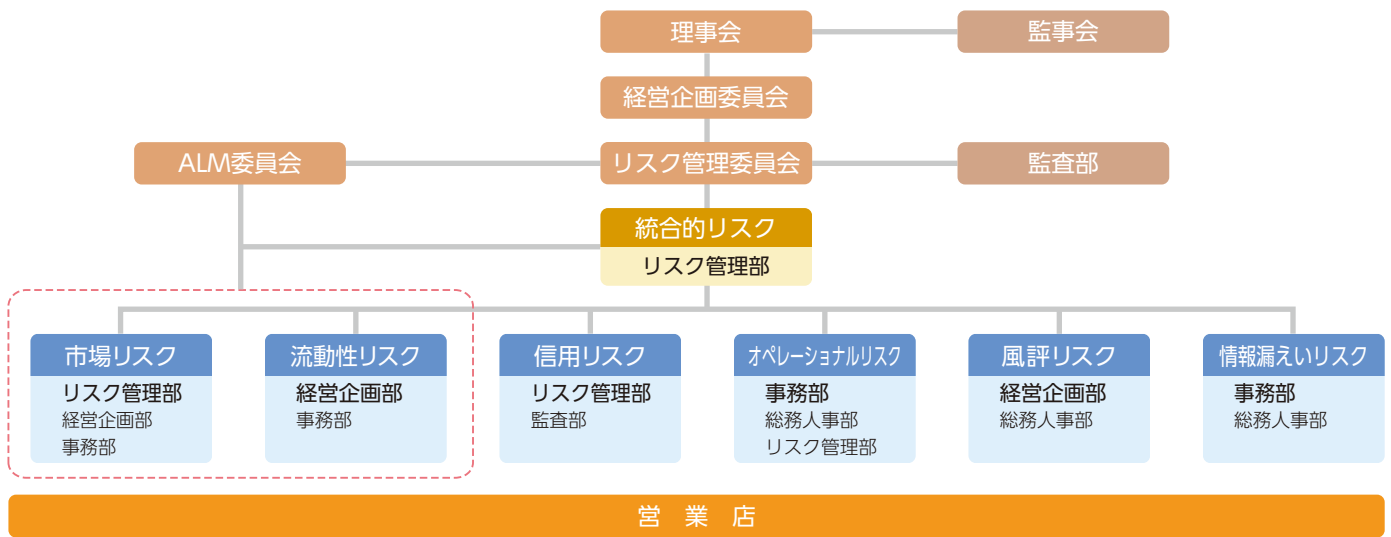 理事会
監事会
経営企画委員会
ALM委員会
リスク管理委員会
監査部
統合的リスク
リスク管理部
市場リスク
リスク管理部
経営企画部
事務部
流動性リスク
経営企画部
事務部
信用リスク
リスク管理部
監査部
オペレーショナルリスク
事務部
総務人事部
リスク管理部
風評リスク
経営企画部
総務人事部
情報漏えいリスク
事務部
総務人事部
営 業 店